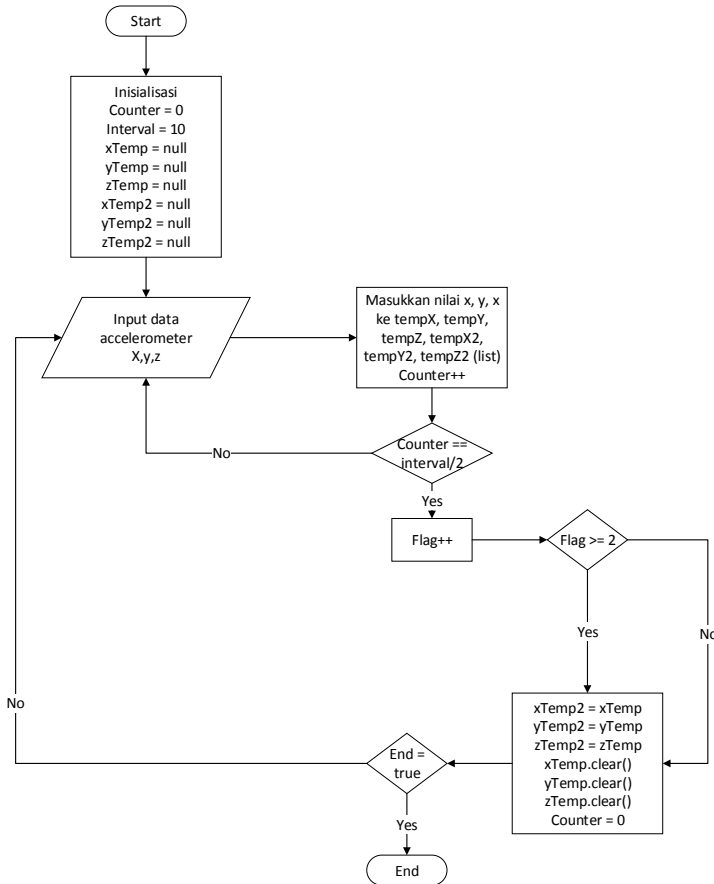 Start
Inisialisasi
Counter = 0
Interval = 10
xTemp = null
yTemp = null
zTemp = null
xTemp2 = null
yTemp2 = null
zTemp2 = null
Input data
accelerometer
X,y,z
Masukkan nilai x, y, x
ke tempX, tempY,
tempZ, tempX2,
tempY2, tempZ2 (list)
Counter++
Counter ==
interval/2
No
Yes
Flag++
Flag >= 2
Yes
No
xTemp2 = xTemp
yTemp2 = yTemp
zTemp2 = zTemp
xTemp.clear()
yTemp.clear()
zTemp.clear()
Counter = 0
End =
true
No
Yes
End